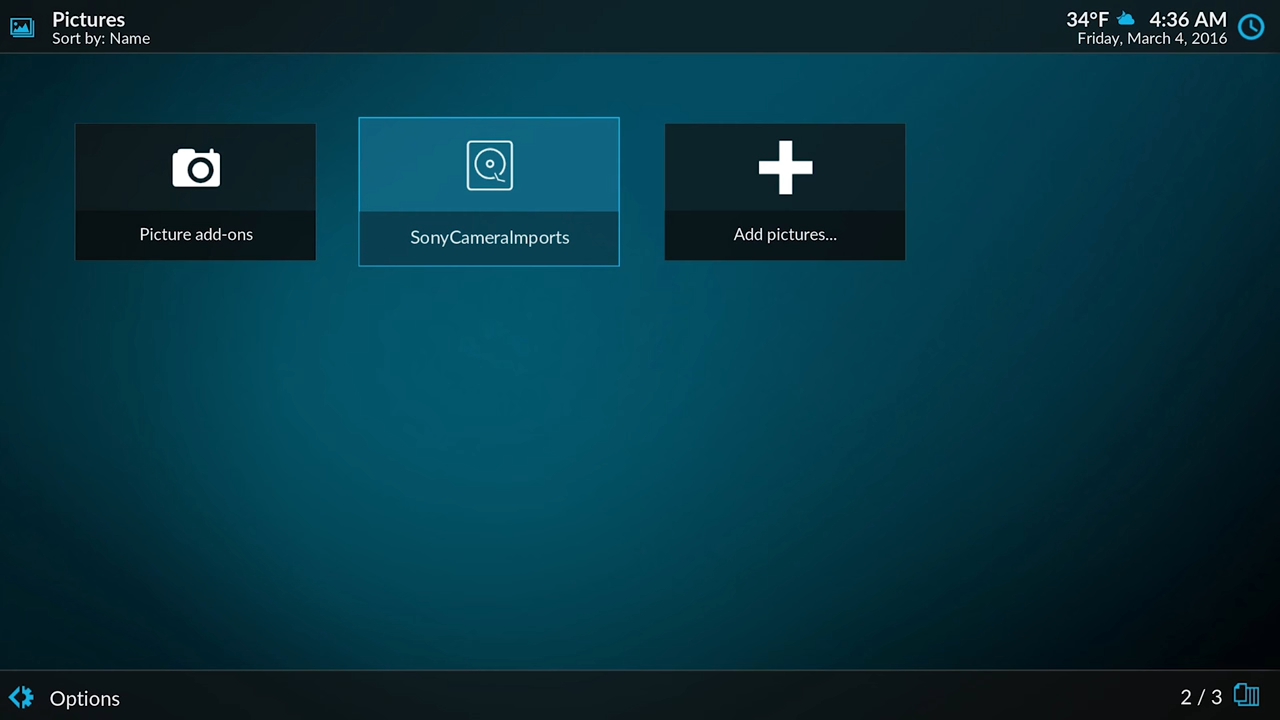 Pictures
Sort by: Name
34°F 4:36 AM
Friday, March 4, 2016
Picture add-ons
SonyCameraImports
Add pictures...
Options
2 / 3